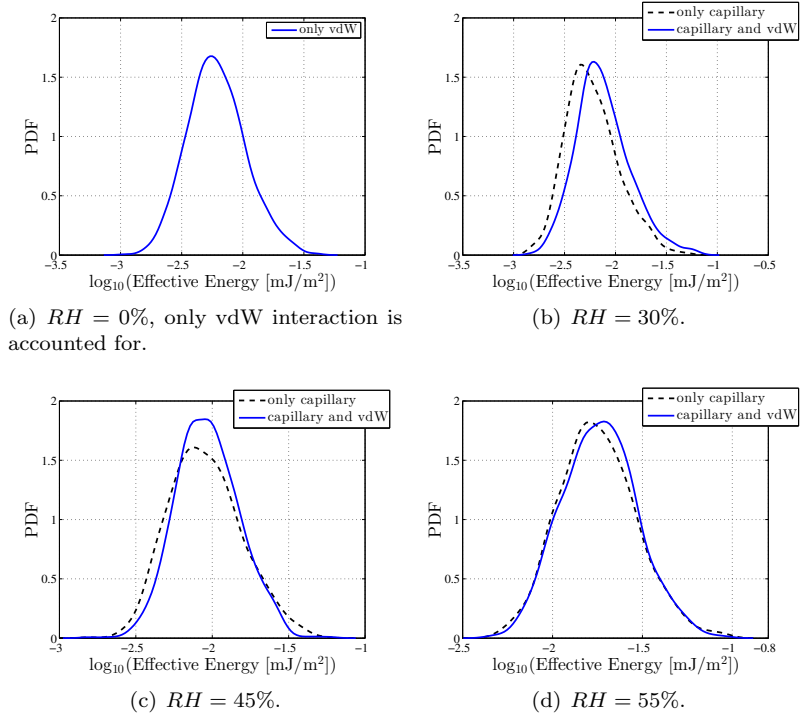 only vdW
2
1.5
1
0.5
0
PDF
−3.5
−3
−2.5
−2
−1.5
−1
log₁₀(Effective Energy [mJ/m²])
(a) RH = 0%, only vdW interaction is
accounted for.
only capillary
capillary and vdW
2
1.5
1
0.5
0
PDF
−3.5
−3
−2.5
−2
−1.5
−1
−0.5
log₁₀(Effective Energy [mJ/m²])
(b) RH = 30%.
only capillary
capillary and vdW
2
1.5
1
0.5
0
PDF
−3
−2.5
−2
−1.5
−1
log₁₀(Effective Energy [mJ/m²])
(c) RH = 45%.
only capillary
capillary and vdW
2
1.5
1
0.5
0
PDF
−2.5
−2
−1.5
−1
−0.8
log₁₀(Effective Energy [mJ/m²])
(d) RH = 55%.